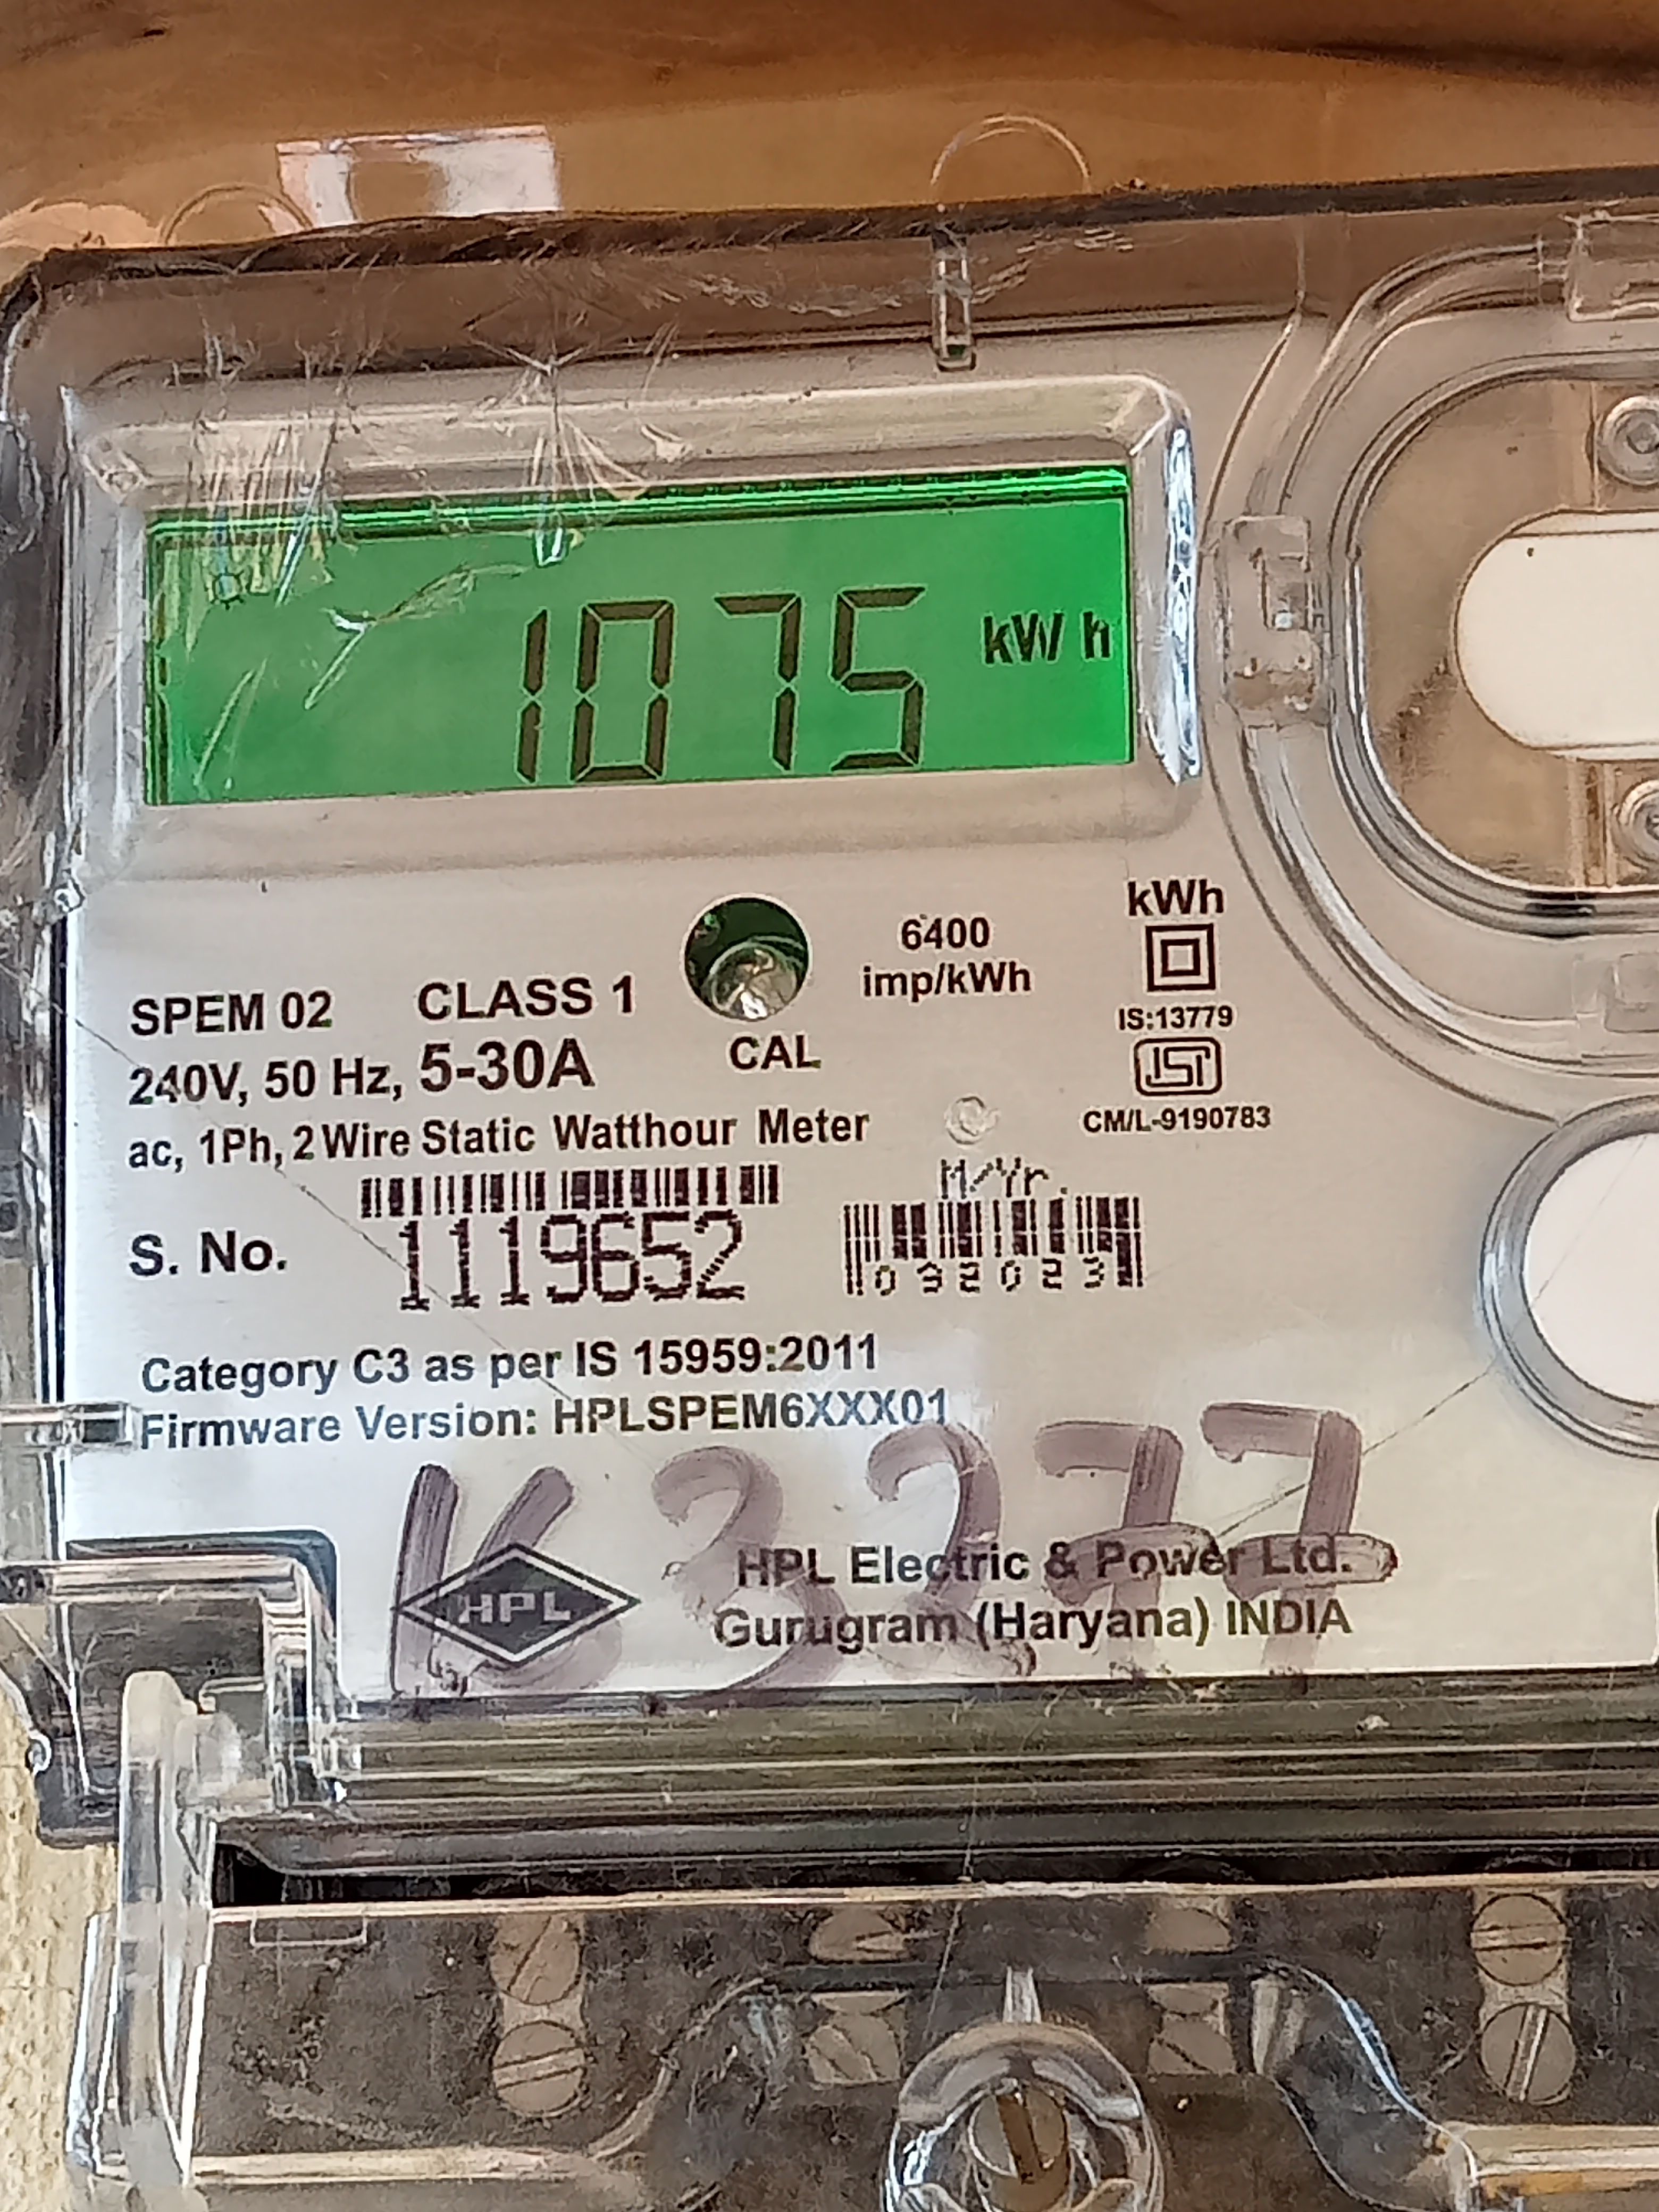 1075 kWh
kWh
6400
imp/kWh
SPEM 02 CLASS 1
IS:13779
240V, 50 Hz, 5-30A
CAL
ISI
CM/L-9190783
ac, 1Ph, 2 Wire Static Watthour Meter
M/Yr.
S. No. 1119652
032023
Category C3 as per IS 15959:2011
Firmware Version: HPLSPEM6XXX01
K3277
HPL
HPL Electric & Power Ltd.
Gurugram (Haryana) INDIA